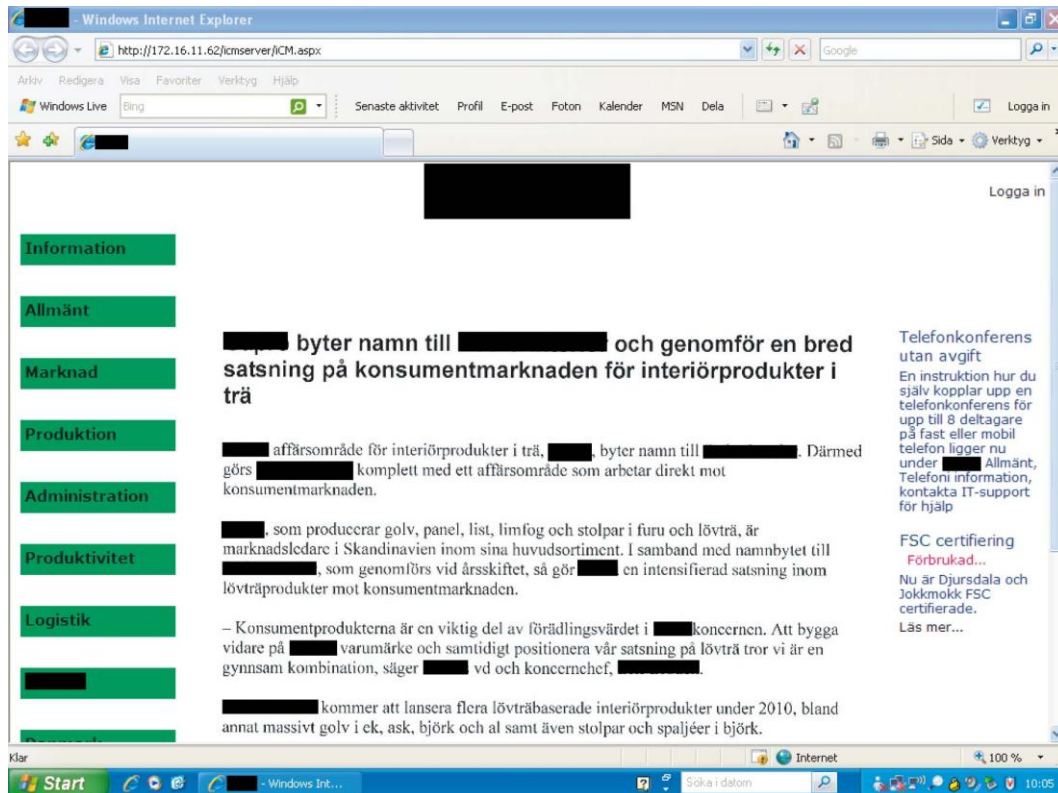 - Windows Internet Explorer
http://172.16.11.62/icmserver/iCM.aspx
Google
Arkiv Redigera Visa Favoriter Verktyg Hjälp
Windows Live Bing Senaste aktivitet Profil E-post Foton Kalender MSN Dela Logga in
Sida Verktyg
Logga in
Information
Allmänt
Marknad
Produktion
Administration
Produktivitet
Logistik
Danmark
byter namn till och genomför en bred
satsning på konsumentmarknaden för interiörprodukter i
trä
affärsområde för interiörprodukter i trä, , byter namn till . Därmed
görs komplett med ett affärsområde som arbetar direkt mot
konsumentmarknaden.
, som producerar golv, panel, list, limfog och stolpar i furu och lövträ, är
marknadsledare i Skandinavien inom sina huvudsortiment. I samband med namnbytet till
, som genomförs vid årsskiftet, så gör en intensifierad satsning inom
lövträprodukter mot konsumentmarknaden.
– Konsumentprodukterna är en viktig del av förädlingsvärdet i koncernen. Att bygga
vidare på varumärke och samtidigt positionera vår satsning på lövträ tror vi är en
gynnsam kombination, säger vd och koncernchef, .
kommer att lansera flera lövträbaserade interiörprodukter under 2010, bland
annat massivt golv i ek, ask, björk och al samt även stolpar och spaljéer i björk.
Telefonkonferens
utan avgift
En instruktion hur du
själv kopplar upp en
telefonkonferens för
upp till 8 deltagare
på fast eller mobil
telefon ligger nu
under Allmänt,
Telefoni information,
kontakta IT-support
för hjälp
FSC certifiering
Förbrukad...
Nu är Djursdala och
Jokkmokk FSC
certifierade.
Läs mer...
Klar Internet 100 %
Start - Windows Int... Söka i datorn 10:05